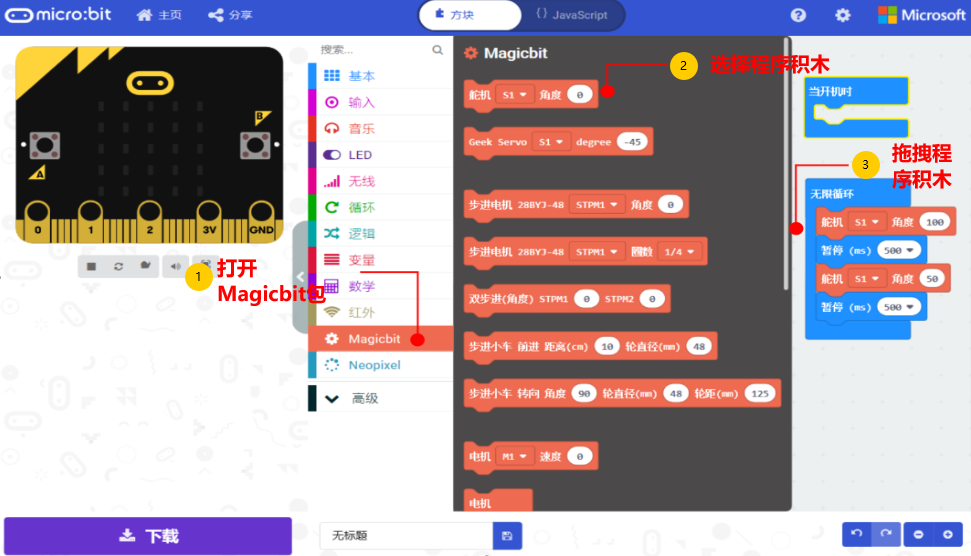 micro:bit
主页
分享
方块
{} JavaScript
?
Microsoft
B
A
0 1 2 3V GND
1
打开
Magicbit包
搜索...
基本
输入
音乐
LED
无线
循环
逻辑
变量
数学
红外
Magicbit
Neopixel
高级
Magicbit
2
选择程序积木
舵机 S1 角度 0
Geek Servo S1 degree -45
步进电机 28BYJ-48 STPM1 角度 0
步进电机 28BYJ-48 STPM1 圈数 1/4
双步进(角度) STPM1 0 STPM2 0
步进小车 前进 距离(cm) 10 轮直径(mm) 48
步进小车 转向 角度 90 轮直径(mm) 48 轮距(mm) 125
电机 M1 速度 0
电机
当开机时
3
拖拽程
序积木
无限循环
舵机 S1 角度 100
暂停 (ms) 500
舵机 S1 角度 50
暂停 (ms) 500
下载
无标题